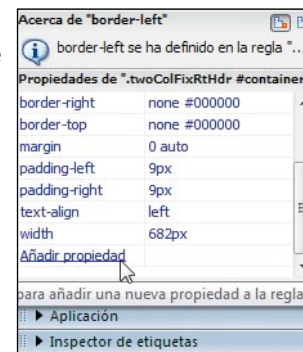 Acerca de "border-left"
border-left se ha definido en la regla "...
Propiedades de ".twoColFixRtHdr #container
border-right none #000000
border-top none #000000
margin 0 auto
padding-left 9px
padding-right 9px
text-align left
width 682px
Añadir propiedad
para añadir una nueva propiedad a la regla
Aplicación
Inspector de etiquetas